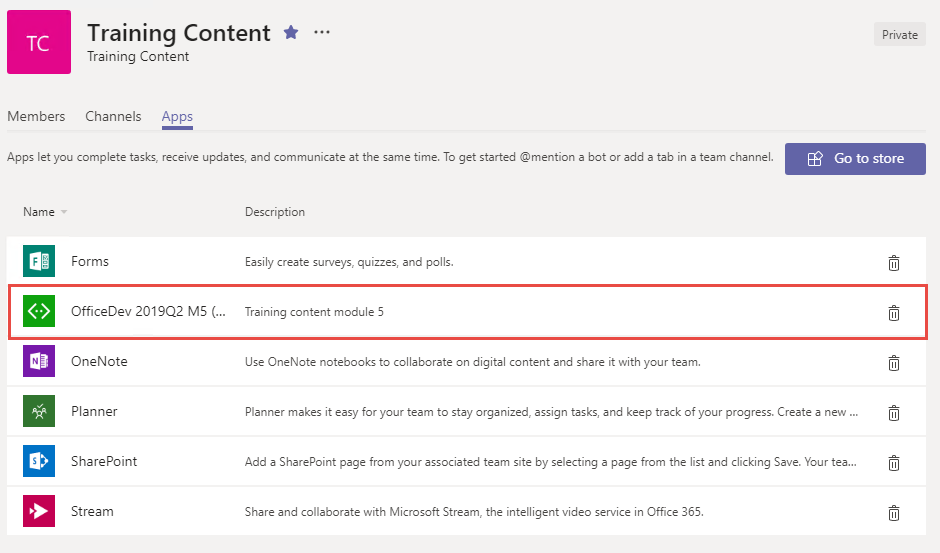 TC
Training Content
Training Content
Private
Members Channels Apps
Apps let you complete tasks, receive updates, and communicate at the same time. To get started @mention a bot or add a tab in a team channel.
Go to store
Name Description
Forms Easily create surveys, quizzes, and polls.
OfficeDev 2019Q2 M5 (... Training content module 5
OneNote Use OneNote notebooks to collaborate on digital content and share it with your team.
Planner Planner makes it easy for your team to stay organized, assign tasks, and keep track of your progress. Create a new ...
SharePoint Add a SharePoint page from your associated team site by selecting a page from the list and clicking Save. Your tea...
Stream Share and collaborate with Microsoft Stream, the intelligent video service in Office 365.